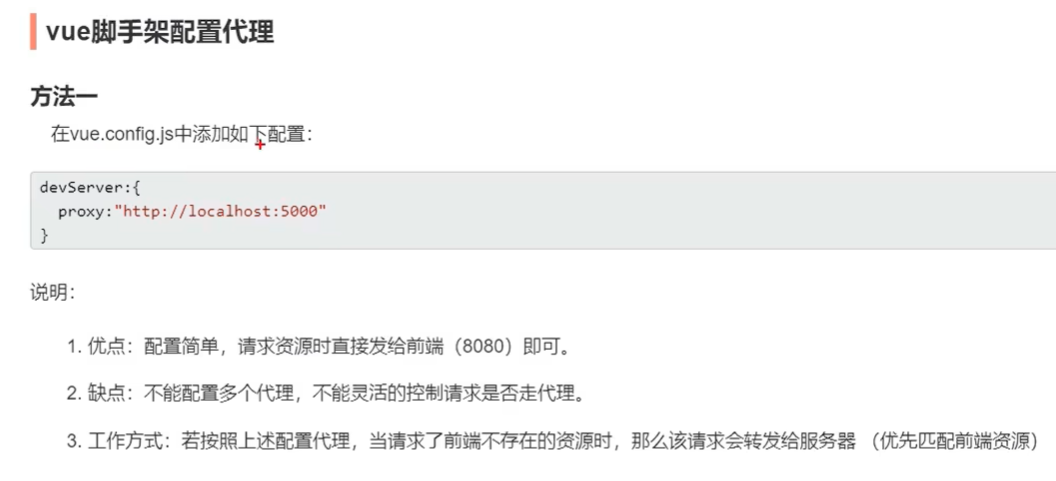 vue脚手架配置代理
方法一
在vue.config.js中添加如下配置:
devServer:{
  proxy:"http://localhost:5000"
}
说明:
1. 优点：配置简单，请求资源时直接发给前端（8080）即可。
2. 缺点：不能配置多个代理，不能灵活的控制请求是否走代理。
3. 工作方式：若按照上述配置代理，当请求了前端不存在的资源时，那么该请求会转发给服务器 （优先匹配前端资源）